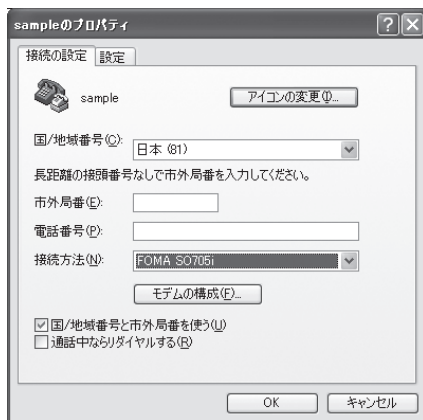 sampleのプロパティ
接続の設定 設定
sample
アイコンの変更(I)...
国/地域番号(C):
日本 (81)
長距離の接頭番号なしで市外局番を入力してください。
市外局番(E):
電話番号(P):
接続方法(N):
FOMA SO705i
モデムの構成(F)...
国/地域番号と市外局番を使う(U)
通話中ならリダイヤルする(R)
OK キャンセル